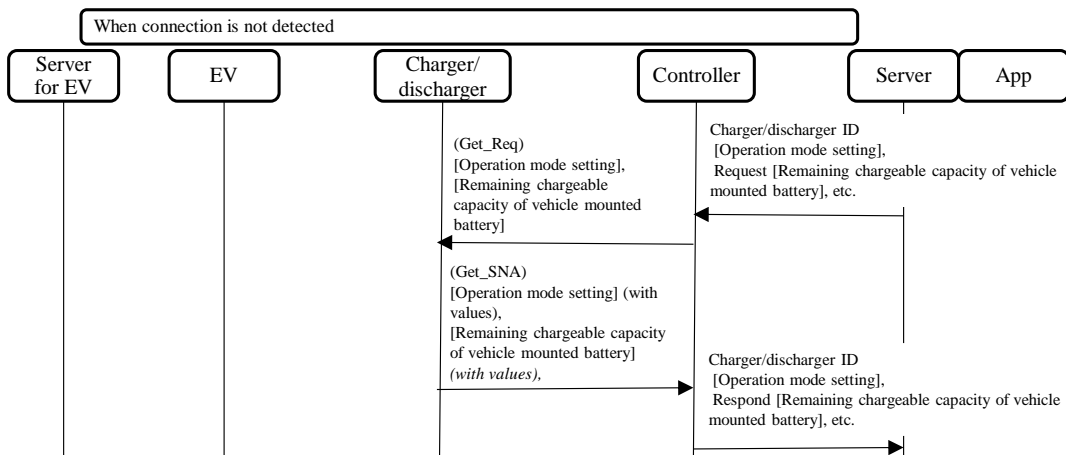 When connection is not detected
Server
for EV
EV
Charger/
discharger
Controller
Server
App
(Get_Req)
[Operation mode setting],
[Remaining chargeable
capacity of vehicle mounted
battery]
Charger/discharger ID
[Operation mode setting],
Request [Remaining chargeable capacity of vehicle
mounted battery], etc.
(Get_SNA)
[Operation mode setting] (with
values),
[Remaining chargeable capacity
of vehicle mounted battery]
(with values),
Charger/discharger ID
[Operation mode setting],
Respond [Remaining chargeable capacity of vehicle
mounted battery], etc.